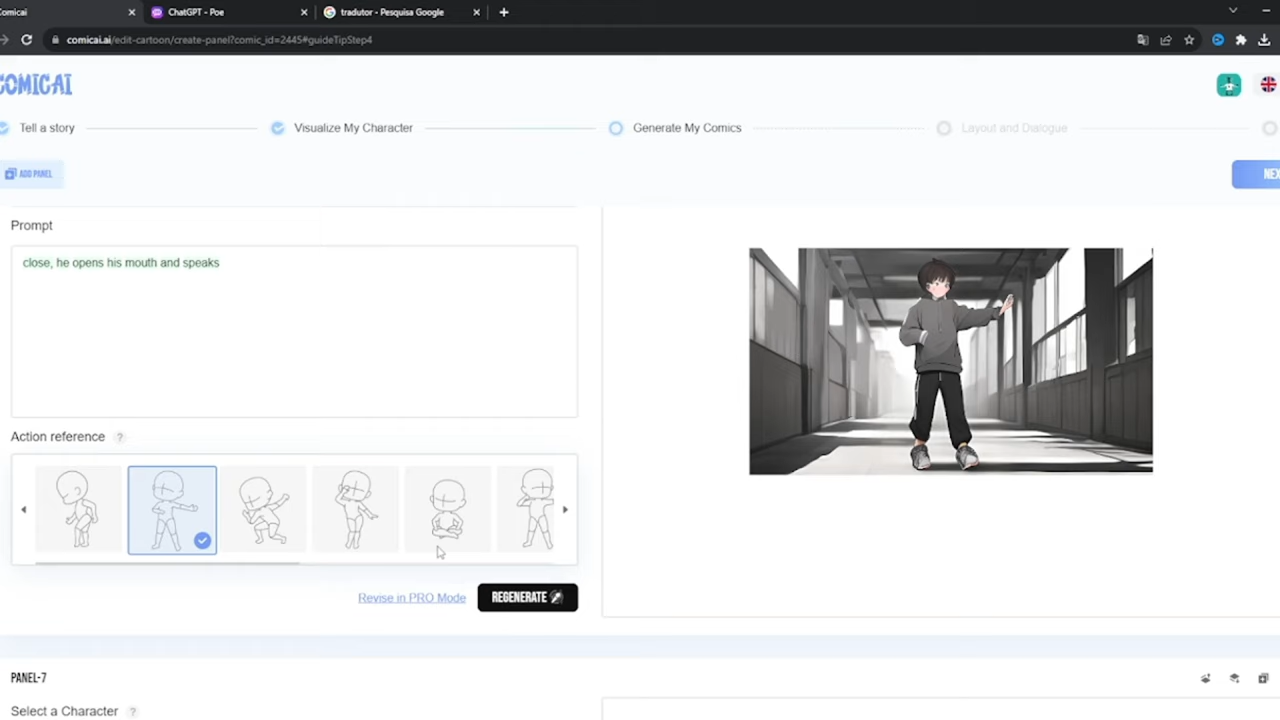 Comicai
ChatGPT - Poe
tradutor - Pesquisa Google
comicai.ai/edit-cartoon/create-panel?comic_id=2445#guideTipStep4
COMICAI
Tell a story
Visualize My Character
Generate My Comics
Layout and Dialogue
ADD PANEL
NEX
Prompt
close, he opens his mouth and speaks
Action reference ?
Revise in PRO Mode
REGENERATE
PANEL-7
Select a Character ?